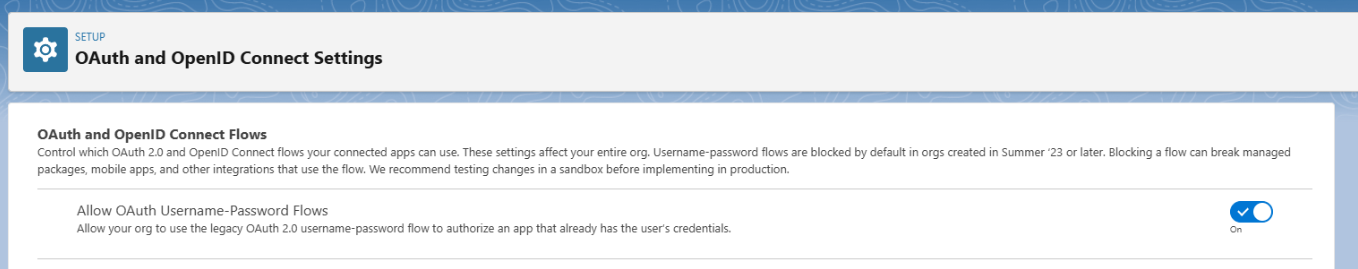 SETUP
OAuth and OpenID Connect Settings
OAuth and OpenID Connect Flows
Control which OAuth 2.0 and OpenID Connect flows your connected apps can use. These settings affect your entire org. Username-password flows are blocked by default in orgs created in Summer ‘23 or later. Blocking a flow can break managed
packages, mobile apps, and other integrations that use the flow. We recommend testing changes in a sandbox before implementing in production.
Allow OAuth Username-Password Flows
Allow your org to use the legacy OAuth 2.0 username-password flow to authorize an app that already has the user's credentials.
On